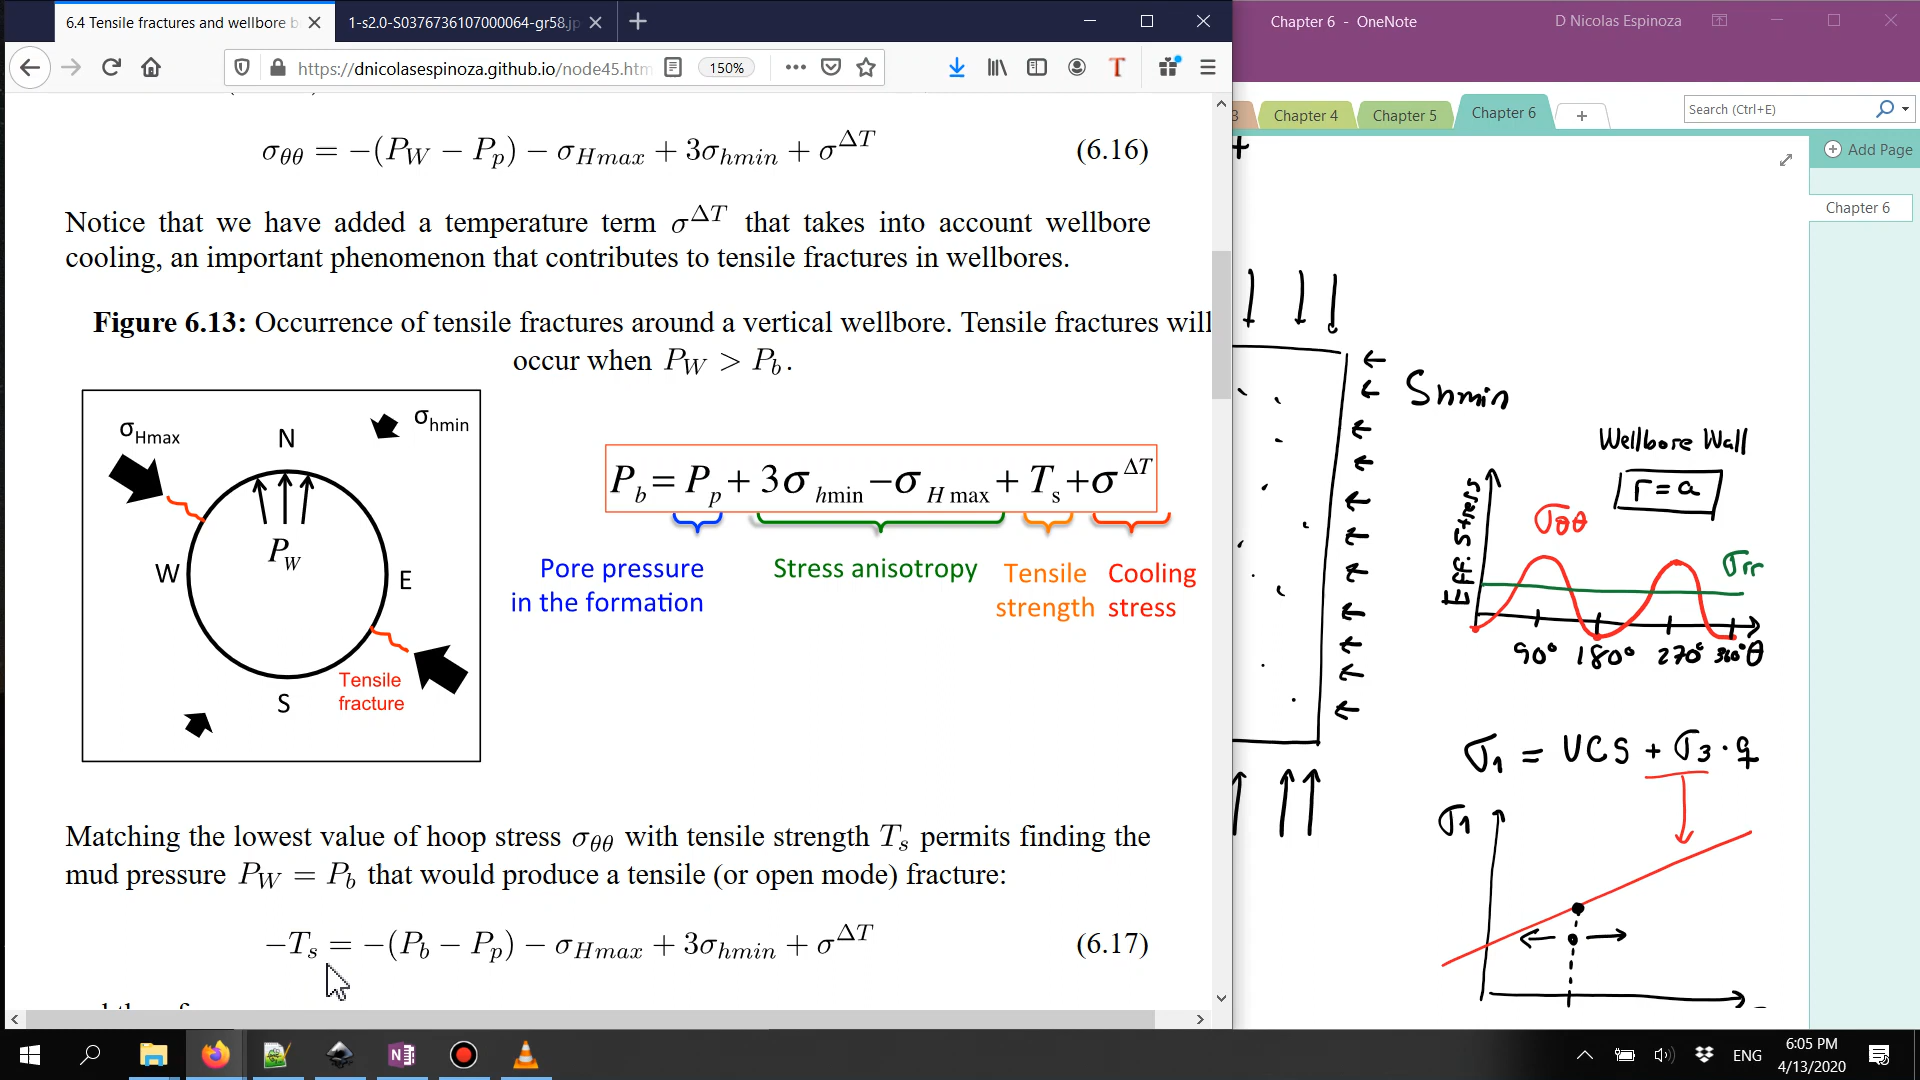 6.4 Tensile fractures and wellbore b
1-s2.0-S0376736107000064-gr58.jp
Chapter 6 - OneNote
D Nicolas Espinoza
https://dnicolasespinoza.github.io/node45.htm
150%
3
Chapter 4
Chapter 5
Chapter 6
Search (Ctrl+E)
Add Page
Chapter 6
σθθ = −(PW − Pp) − σHmax + 3σhmin + σ^ΔT (6.16)
Notice that we have added a temperature term σ^ΔT that takes into account wellbore
cooling, an important phenomenon that contributes to tensile fractures in wellbores.
Figure 6.13: Occurrence of tensile fractures around a vertical wellbore. Tensile fractures will
occur when PW > Pb.
σHmax
N
σhmin
PW
W
E
S
Tensile
fracture
Pb = Pp + 3σhmin − σHmax + Ts + σ^ΔT
Pore pressure
in the formation
Stress anisotropy
Tensile
strength
Cooling
stress
Matching the lowest value of hoop stress σθθ with tensile strength Ts permits finding the
mud pressure PW = Pb that would produce a tensile (or open mode) fracture:
−Ts = −(Pb − Pp) − σHmax + 3σhmin + σ^ΔT (6.17)
+
Shmin
Wellbore Wall
r = a
Eff. Stress
σθθ
σrr
90° 180° 270° 360° θ
σ1 = UCS + σ3 · q
σ1
ENG
6:05 PM
4/13/2020